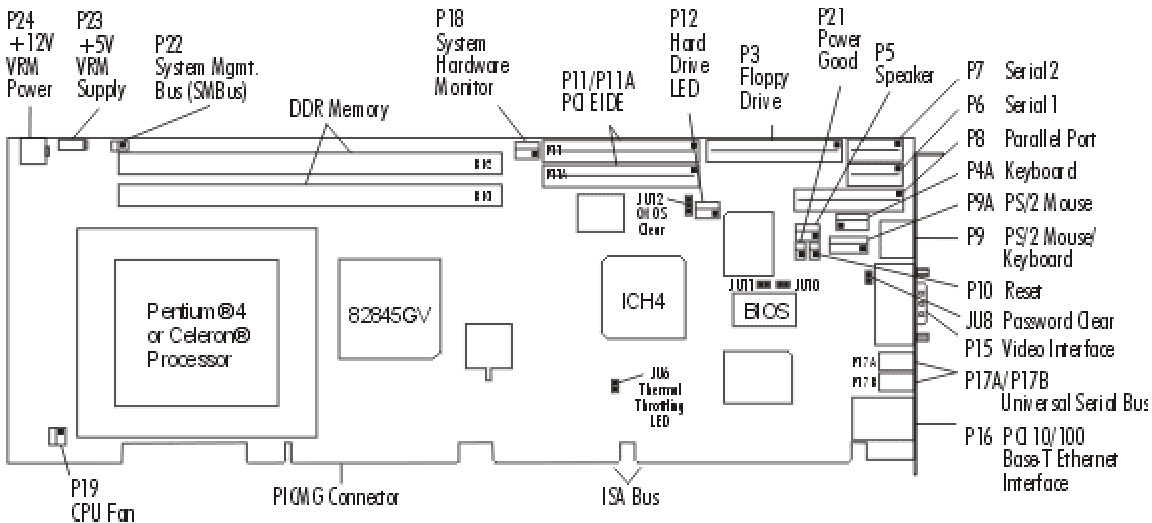 P24
+12V
VRM
Power
P23
+5V
VRM
Supply
P22
System Mgmt.
Bus (SMBus)
DDR Memory
P18
System
Hardware
Monitor
P11/P11A
PCI EIDE
P12
Hard
Drive
LED
P3
Floppy
Drive
P21
Power
Good
P5
Speaker
P7 Serial 2
P6 Serial 1
P8 Parallel Port
P4A Keyboard
P9A PS/2 Mouse
P9 PS/2 Mouse/
Keyboard
P10 Reset
JU8 Password Clear
P15 Video Interface
P17A/P17B
Universal Serial Bus
P16 PCI 10/100
Base-T Ethernet
Interface
P11
P11A
JU12
CMOS
Clear
JU11
JU10
BIOS
ICH4
82845GV
Pentium ®4
or Celeron®
Processor
JU6
Thermal
Throttling
LED
P17A
P17B
P19
CPU Fan
PICMG Connector
ISA Bus